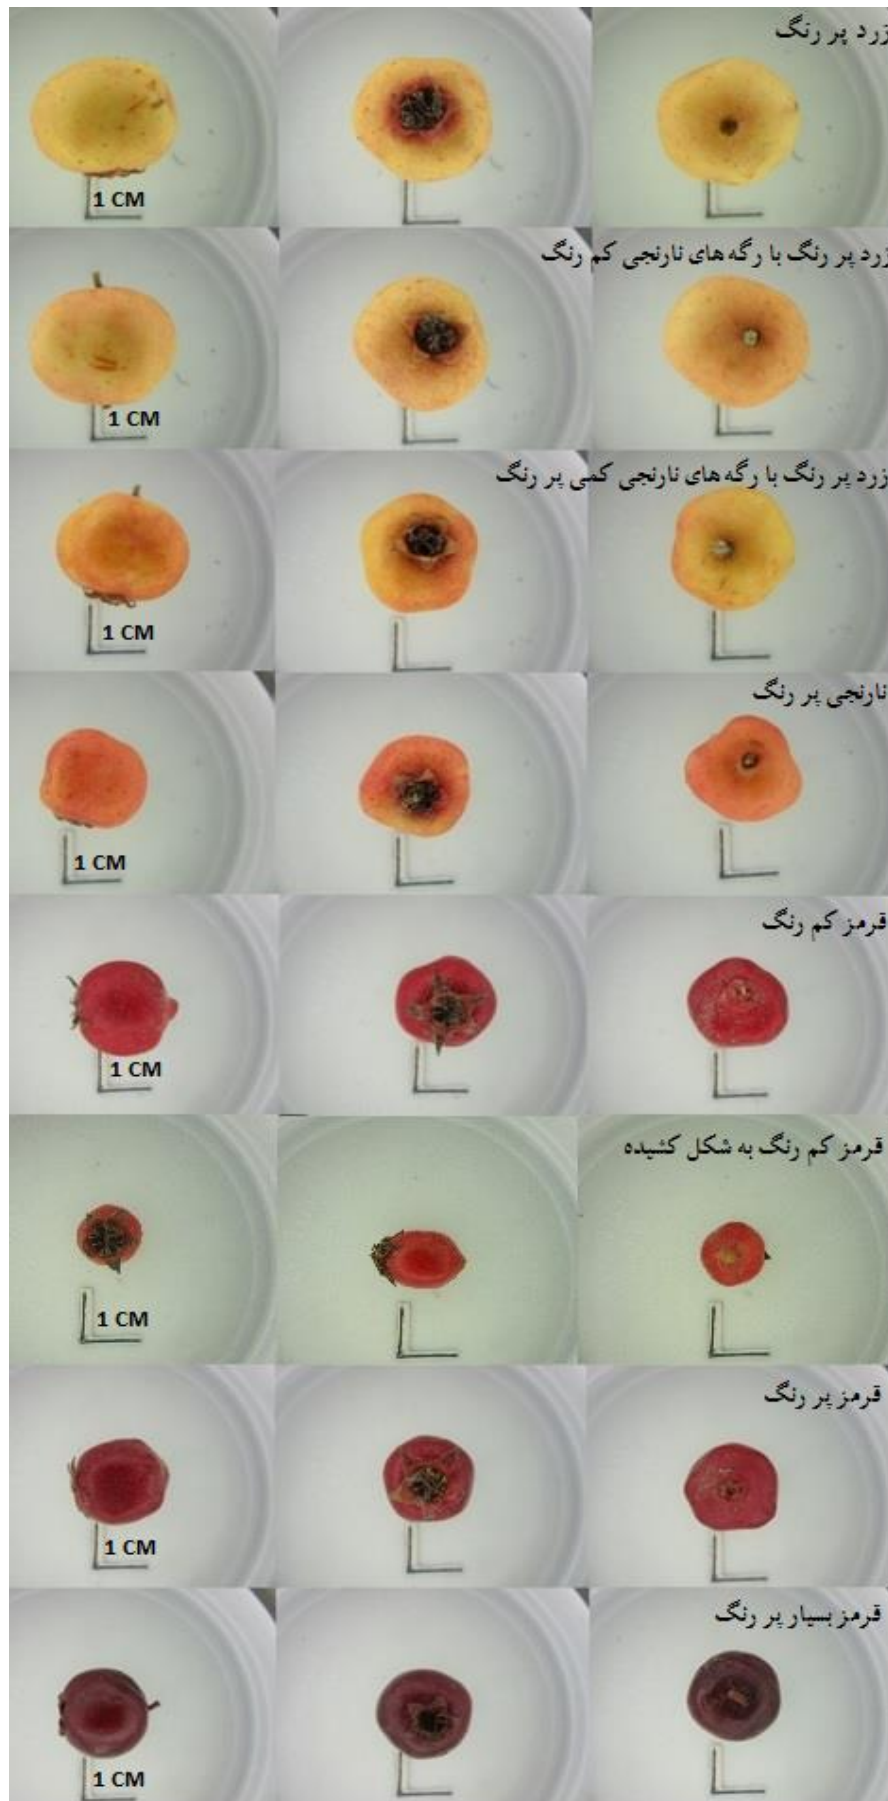 زرد پر رنگ
1 CM
زرد پر رنگ با رگه های نارنجی کم رنگ
1 CM
زرد پر رنگ با رگه های نارنجی کمی پر رنگ
1 CM
نارنجی پر رنگ
1 CM
قرمز کم رنگ
1 CM
قرمز کم رنگ به شکل کشیده
1 CM
قرمز پر رنگ
1 CM
قرمز بسیار پر رنگ
1 CM